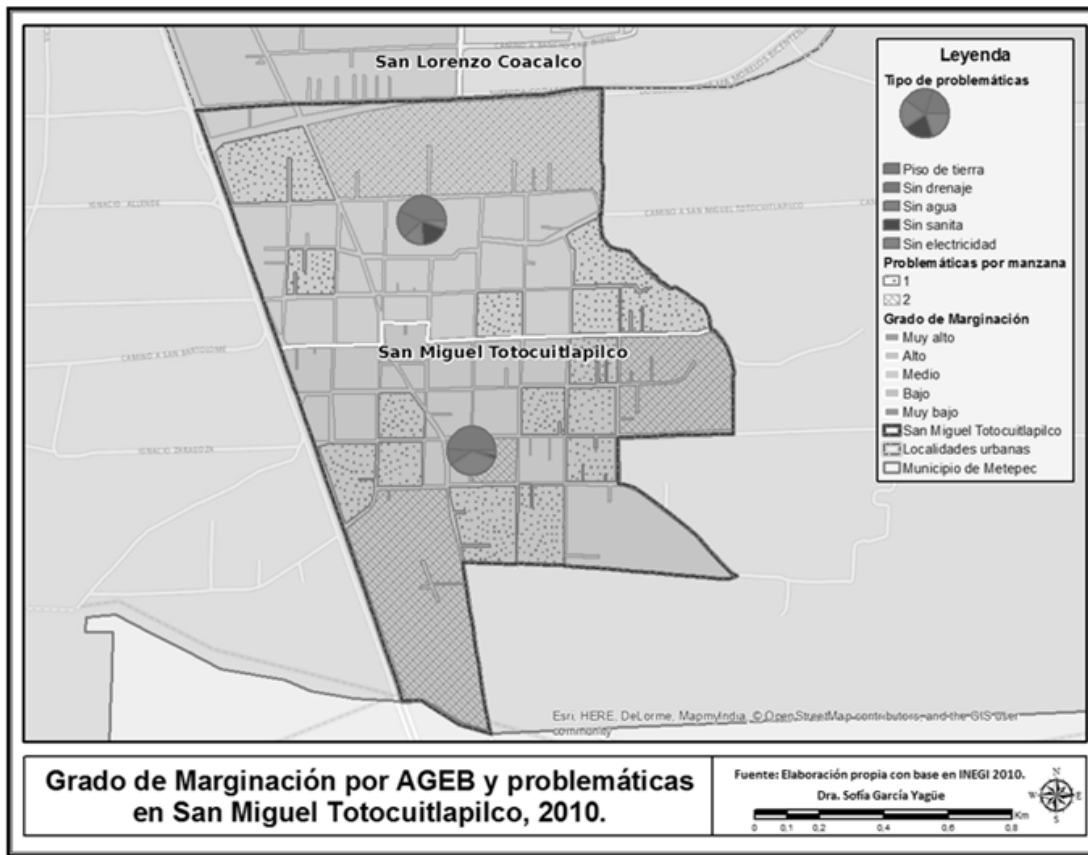 San Lorenzo Coacalco
IGNACIO ALLENDE
CAMINO A SAN MIGUEL TOTOCUITLAPILCO
CAMINO A SAN BARTOLOMÉ
San Miguel Totocuitlapilco
IGNACIO ZARAGOZA
Leyenda
Tipo de problemáticas
Piso de tierra
Sin drenaje
Sin agua
Sin sanita
Sin electricidad
Problemáticas por manzana
1
2
Grado de Marginación
Muy alto
Alto
Medio
Bajo
Muy bajo
San Miguel Totocuitlapilco
Localidades urbanas
Municipio de Metepec
Esri, HERE, DeLorme, MapmyIndia, © OpenStreetMap contributors, and the GIS user
community
Grado de Marginación por AGEB y problemáticas
en San Miguel Totocuitlapilco, 2010.
Fuente: Elaboración propia con base en INEGI 2010.
Dra. Sofía García Yagüe
N
W E
S
Km
0 0,1 0,2 0,4 0,6 0,8